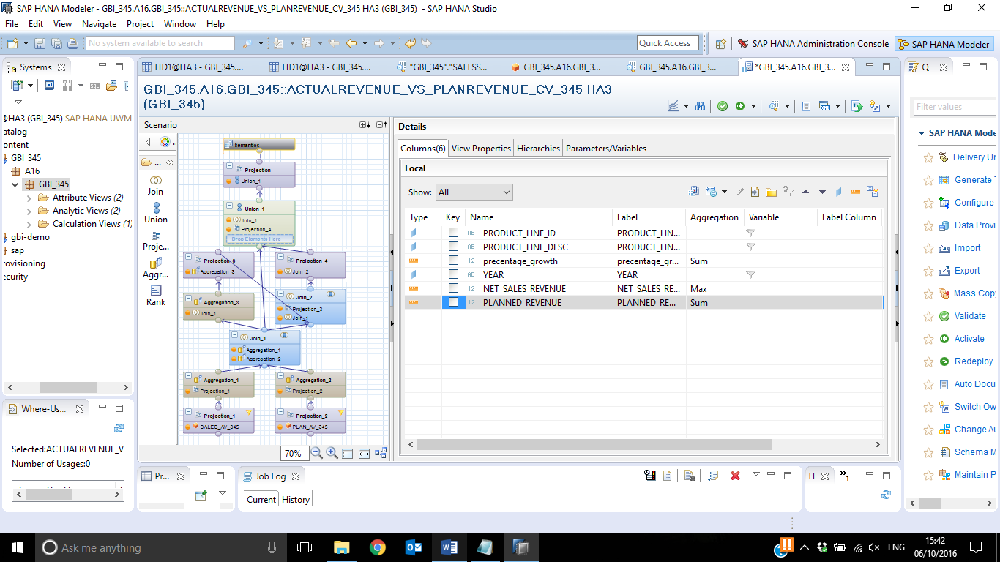 SAP HANA Modeler - GBI_345.A16.GBI_345::ACTUALREVENUE_VS_PLANREVENUE_CV_345 HA3 (GBI_345) - SAP HANA Studio
File Edit View Navigate Project Window Help
No system available to search
Quick Access
SAP HANA Administration Console
SAP HANA Modeler
Systems
HD1@HA3 - GBI_345....
HD1@HA3 - GBI_345....
"GBI_345"."SALESS...
GBI_345.A16.GBI_3...
GBI_345.A16.GBI_3...
*GBI_345.A16.GBI_3...
Q
SQL
@HA3 (GBI_345) SAP HANA UWM
atalog
ontent
GBI_345
A16
GBI_345
Attribute Views (2)
Analytic Views (2)
Calculation Views (1)
gbi-demo
sap
rovisioning
ecurity
GBI_345.A16.GBI_345::ACTUALREVENUE_VS_PLANREVENUE_CV_345 HA3
(GBI_345)
Scenario
...
Join
Union
Proje...
Aggr...
Rank
Semantics
Projection
Union_1
Union_1
Join_1
Projection_4
Drop Elements Here
Projection_3
Aggregation_3
Projection_4
Join_2
Aggregation_3
Join_1
Join_2
Projection_3
Join_1
Join_1
Aggregation_1
Aggregation_2
Aggregation_1
Projection_1
Aggregation_2
Projection_2
Projection_1
SALES_AV_345
Projection_2
PLAN_AV_345
70%
Details
Columns(6) View Properties Hierarchies Parameters/Variables
Local
Show: All
Type Key Name Label Aggregation Variable Label Column
AB PRODUCT_LINE_ID PRODUCT_LIN...
AB PRODUCT_LINE_DESC PRODUCT_LIN...
12 precentage_growth precentage_gr... Sum
AB YEAR YEAR
12 NET_SALES_REVENUE NET_SALES_RE... Max
12 PLANNED_REVENUE PLANNED_RE... Sum
Filter values
SAP HANA Mode
Delivery Un
Generate T
Configure
Data Provi
Import
Export
Mass Cop
Validate
Activate
Redeploy
Auto Docu
Switch Ow
Change Au
Schema M
Maintain P
Where-Us...
Selected:ACTUALREVENUE_VS
Number of Usages:0
Pr...
Job Log
Current History
H
»1
Ask me anything
ENG
15:42
06/10/2016